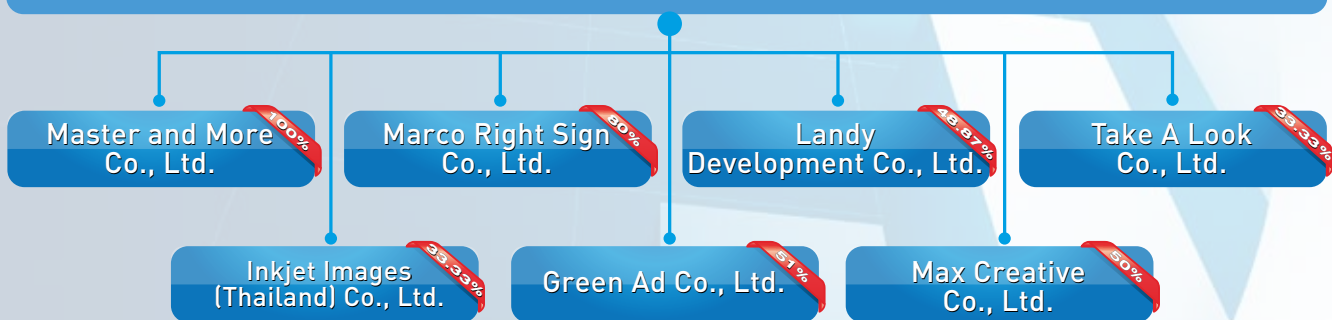 Master and More
Co., Ltd.
100%
Marco Right Sign
Co., Ltd.
80%
Landy
Development Co., Ltd.
48.87%
Take A Look
Co., Ltd.
33.33%
Inkjet Images
(Thailand) Co., Ltd.
33.33%
Green Ad Co., Ltd.
51%
Max Creative
Co., Ltd.
50%